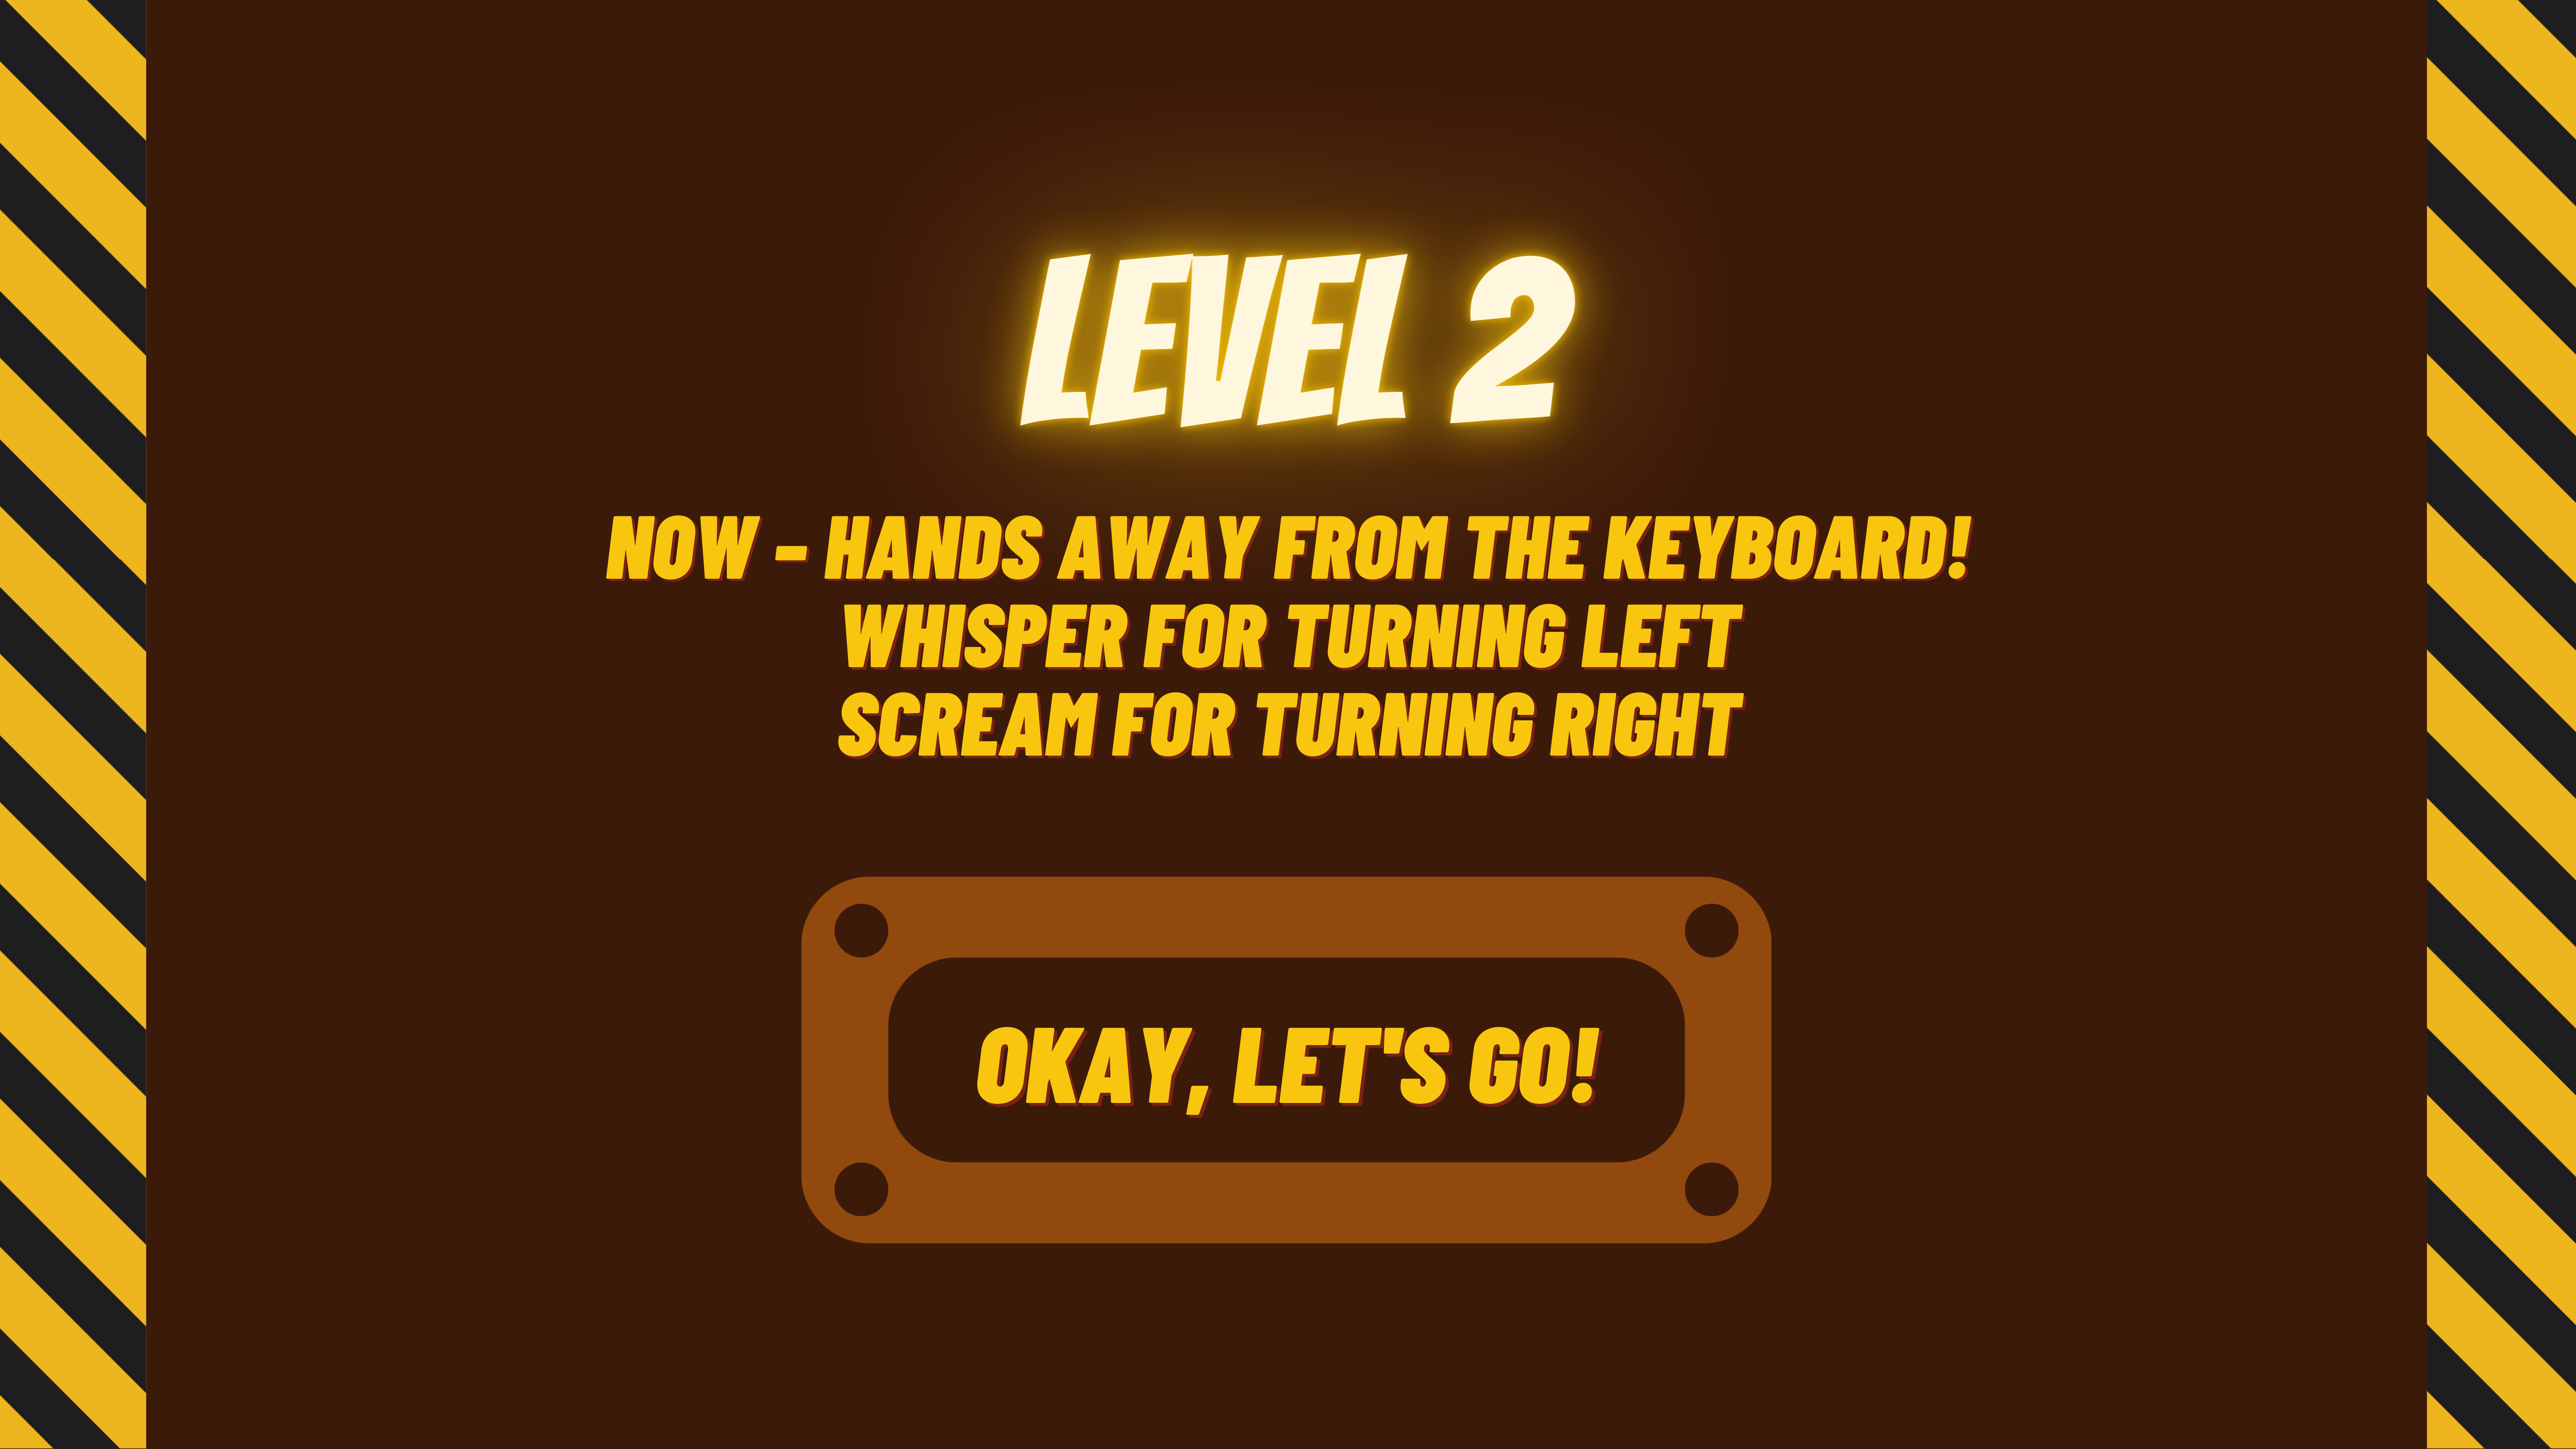 LEVEL 2
NOW - HANDS AWAY FROM THE KEYBOARD!
WHISPER FOR TURNING LEFT
SCREAM FOR TURNING RIGHT
OKAY, LET'S GO!